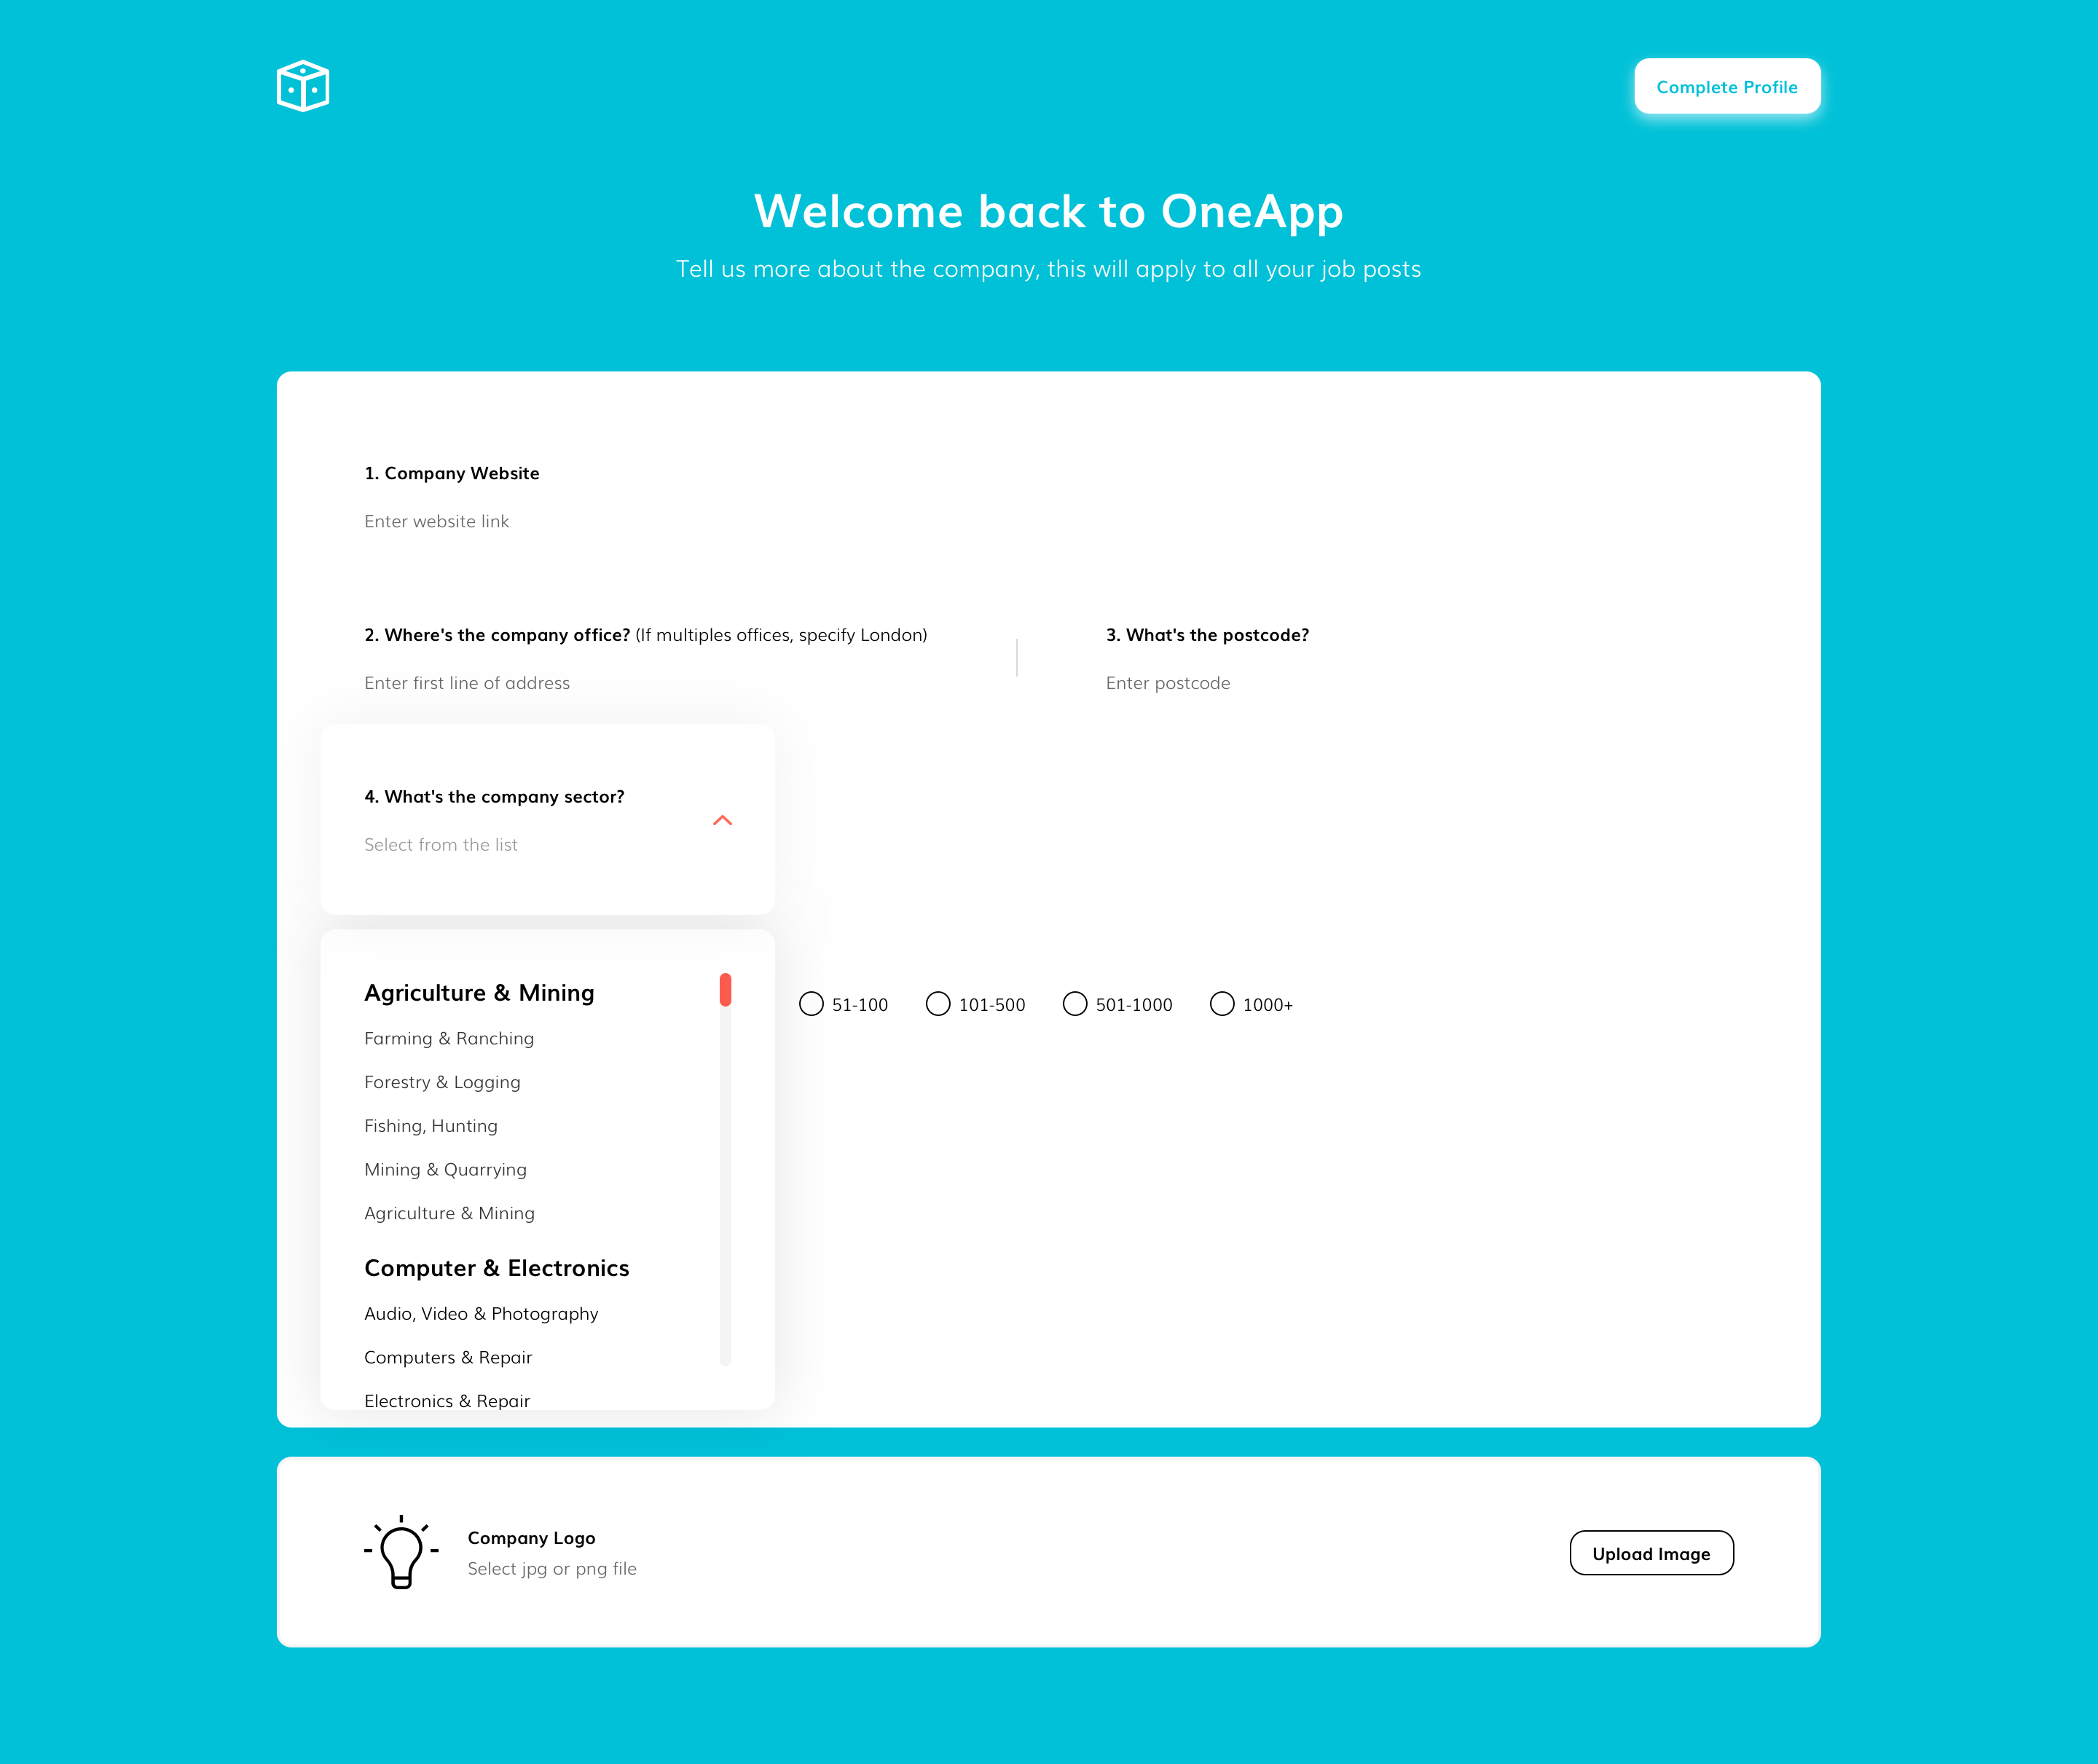 Complete Profile
Welcome back to OneApp
Tell us more about the company, this will apply to all your job posts
1. Company Website
Enter website link
2. Where's the company office? (If multiples offices, specify London)
Enter first line of address
3. What's the postcode?
Enter postcode
4. What's the company sector?
Select from the list
Agriculture & Mining
Farming & Ranching
Forestry & Logging
Fishing, Hunting
Mining & Quarrying
Agriculture & Mining
Computer & Electronics
Audio, Video & Photography
Computers & Repair
Electronics & Repair
51-100
101-500
501-1000
1000+
Company Logo
Select jpg or png file
Upload Image